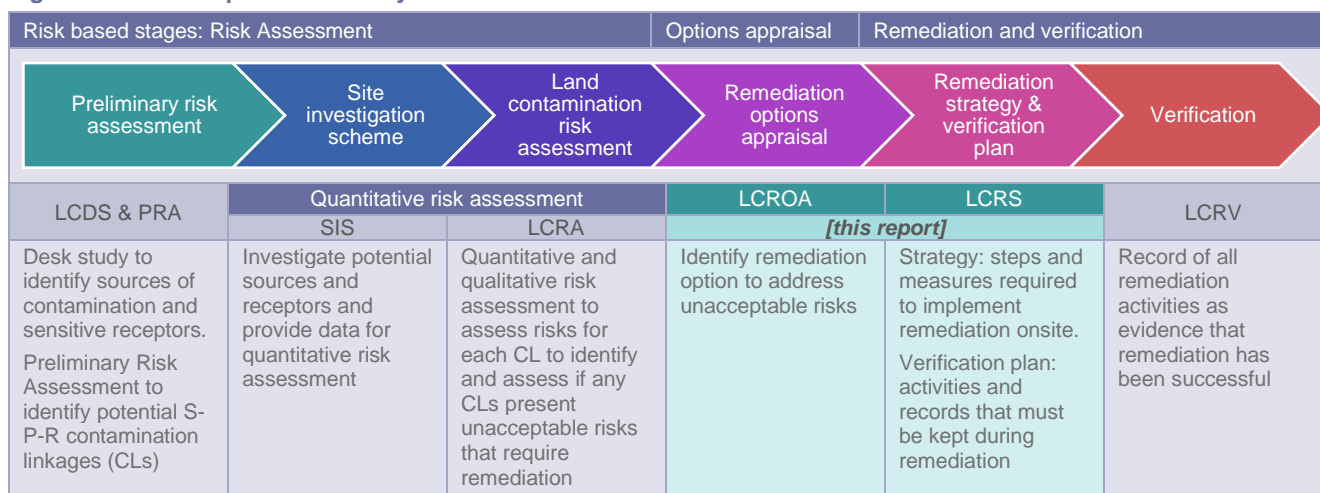 Risk based stages: Risk Assessment
Options appraisal
Remediation and verification
Preliminary risk
assessment
Site
investigation
scheme
Land
contamination
risk
assessment
Remediation
options
appraisal
Remediation
strategy &
verification
plan
Verification
LCDS & PRA
Quantitative risk assessment
SIS
LCRA
LCROA
LCRS
[this report]
LCRV
Desk study to
identify sources of
contamination and
sensitive receptors.
Preliminary Risk
Assessment to
identify potential S-
P-R contamination
linkages (CLs)
Investigate potential
sources and
receptors and
provide data for
quantitative risk
assessment
Quantitative and
qualitative risk
assessment to
assess risks for
each CL to identify
and assess if any
CLs present
unacceptable risks
that require
remediation
Identify remediation
option to address
unacceptable risks
Strategy: steps and
measures required
to implement
remediation onsite.
Verification plan:
activities and
records that must
be kept during
remediation
Record of all
remediation
activities as
evidence that
remediation has
been successful